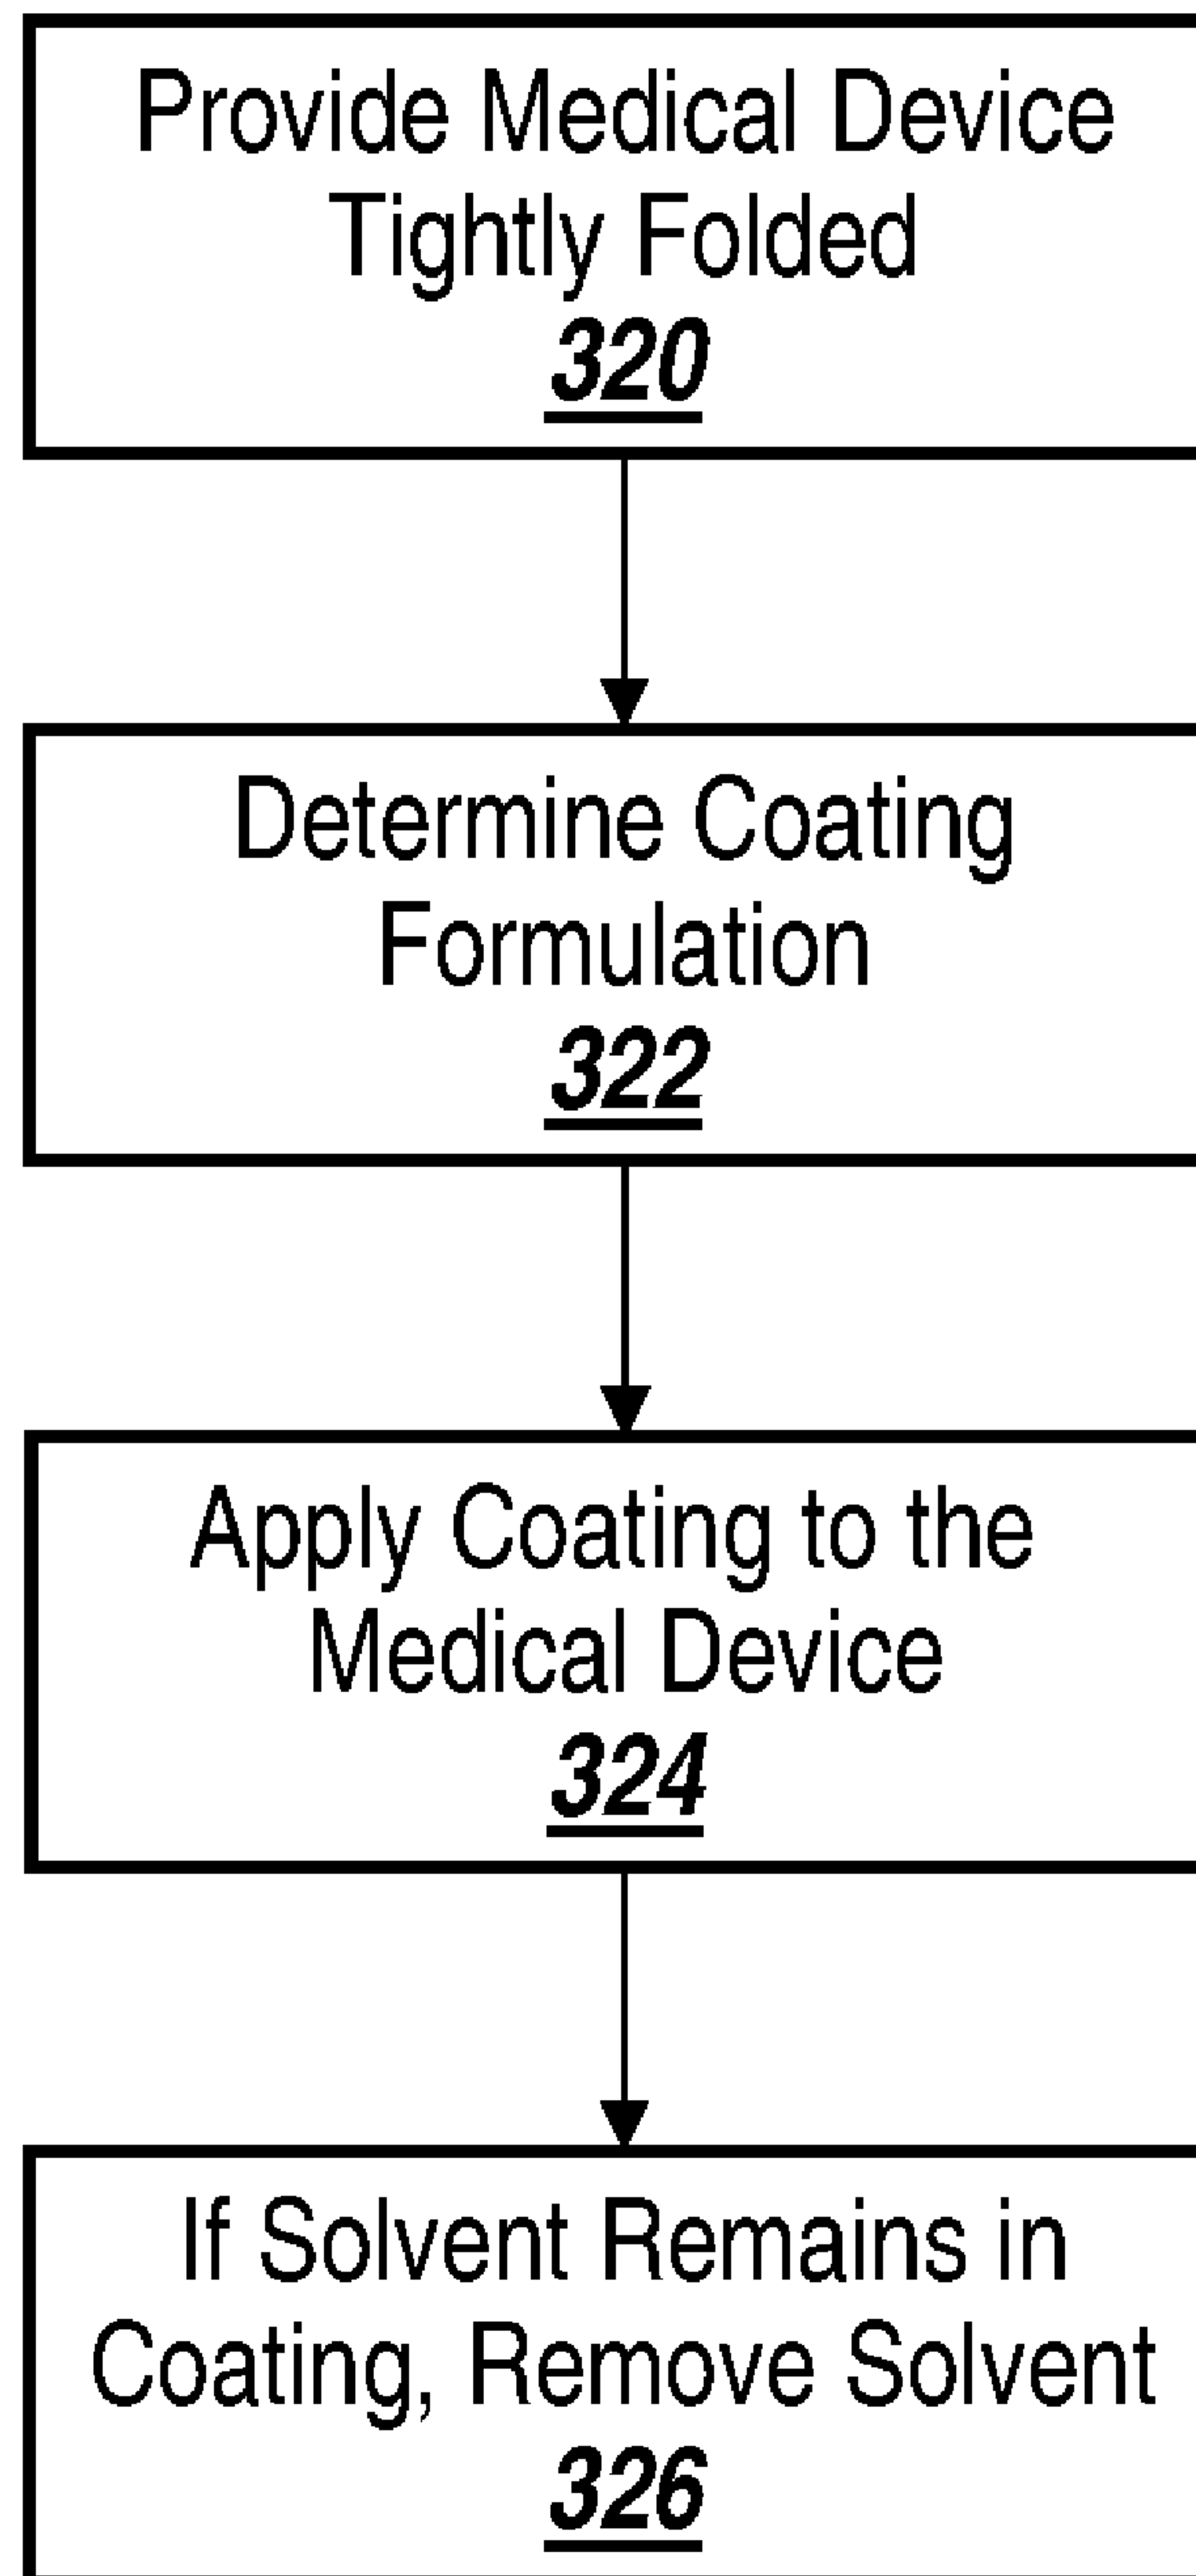 Provide Medical Device
Tightly Folded
320
Determine Coating
Formulation
322
Apply Coating to the
Medical Device
324
If Solvent Remains in
Coating, Remove Solvent
326